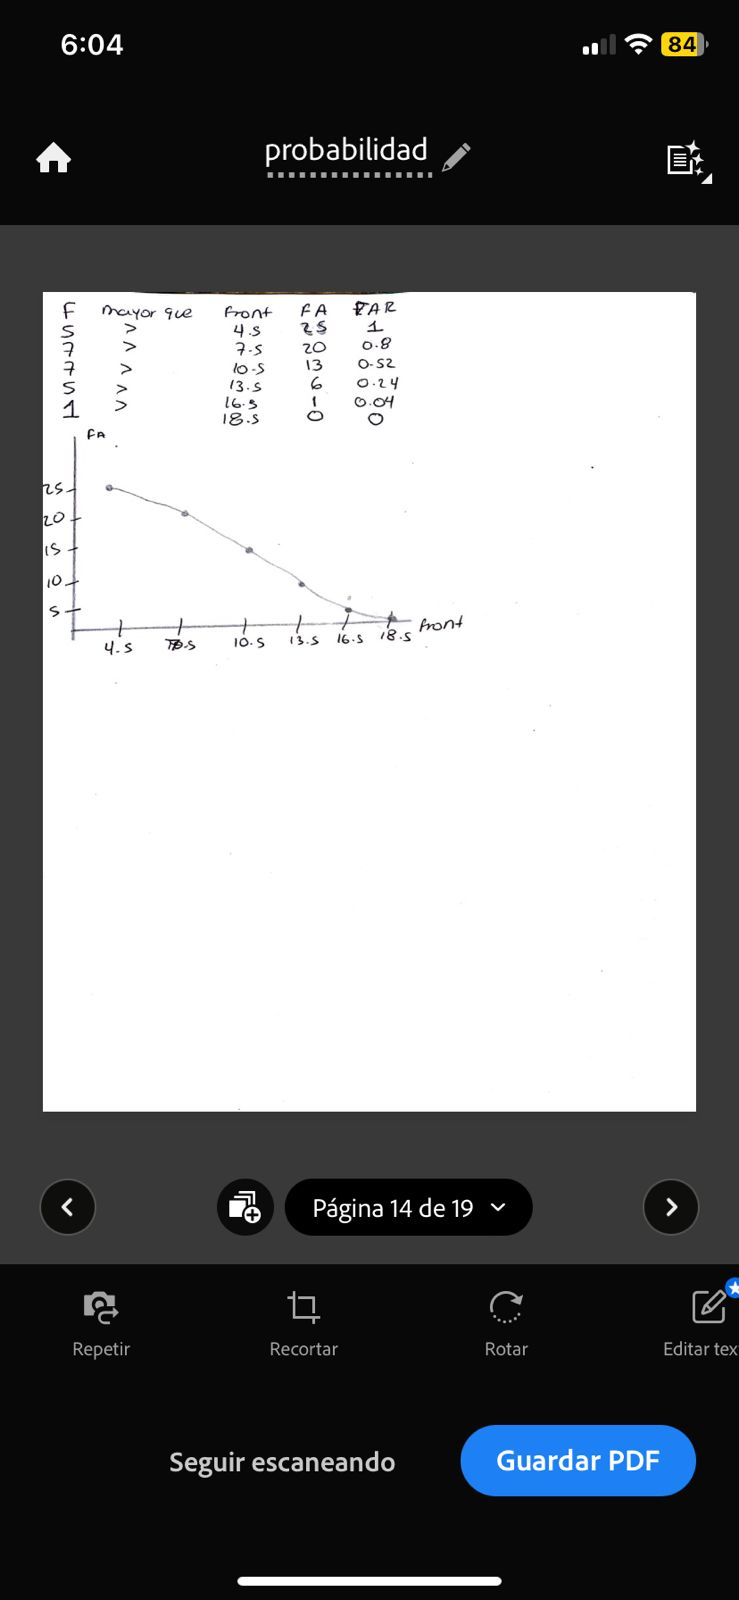 6:04
84
probabilidad
F mayor que Front FA FAR
5 > 4.5 25 1
7 > 7.5 20 0.8
7 > 10.5 13 0.52
5 > 13.5 6 0.24
1 > 16.5 1 0.04
18.5 0 0
FA
25
20
15
10
5
4.5 7.5 10.5 13.5 16.5 18.5 Front
Página 14 de 19
Repetir Recortar Rotar Editar tex
Seguir escaneando Guardar PDF